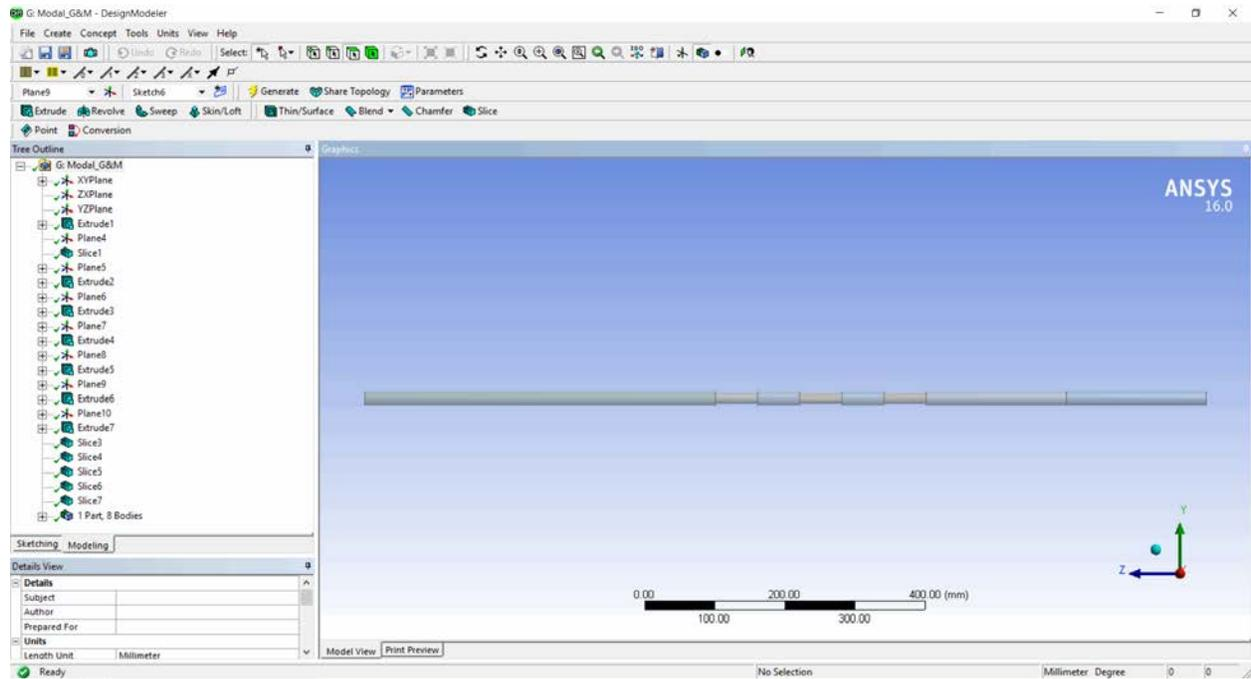 G: Modal_G&M - DesignModeler
File Create Concept Tools Units View Help
Undo Redo Select:
Plane9 Sketch6 Generate Share Topology Parameters
Extrude Revolve Sweep Skin/Loft Thin/Surface Blend Chamfer Slice
Point Conversion
Tree Outline
G: Modal_G&M
XYPlane
ZXPlane
YZPlane
Extrude1
Plane4
Slice1
Plane5
Extrude2
Plane6
Extrude3
Plane7
Extrude4
Plane8
Extrude5
Plane9
Extrude6
Plane10
Extrude7
Slice3
Slice4
Slice5
Slice6
Slice7
1 Part, 8 Bodies
Sketching Modeling
Details View
Details
Subject
Author
Prepared For
Units
Length Unit Millimeter
Graphics
ANSYS
16.0
Y
Z
0.00 200.00 400.00 (mm)
100.00 300.00
Model View Print Preview
Ready No Selection Millimeter Degree 0 0